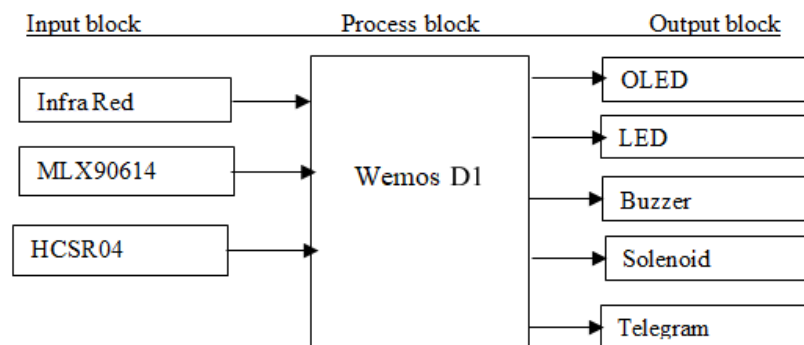 Input block Process block Output block
Infra Red
MLX90614
HCSR04
Wemos D1
OLED
LED
Buzzer
Solenoid
Telegram